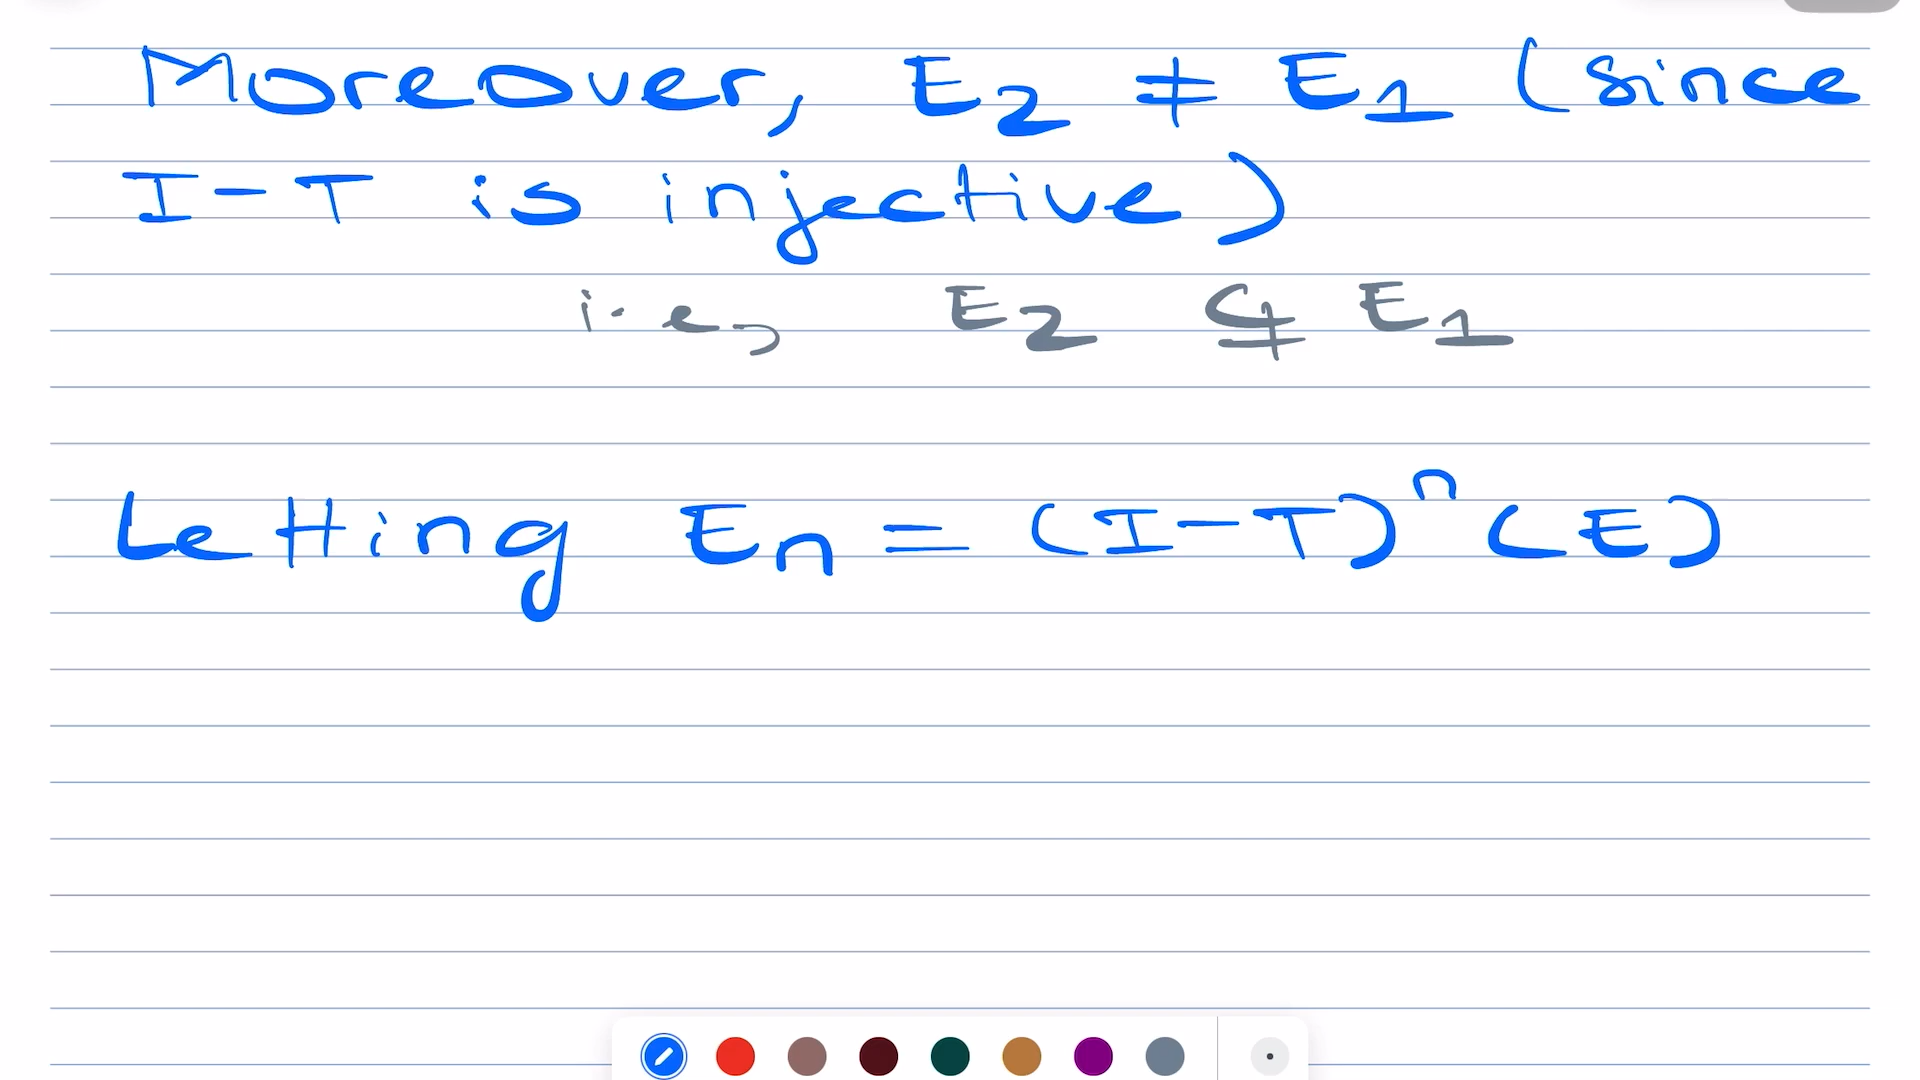 Moreover, E₂ ≠ E₁ (since
I-T is injective)
i.e, E₂ ⊊ E₁
Letting Eₙ = (I-T)ⁿ(E)